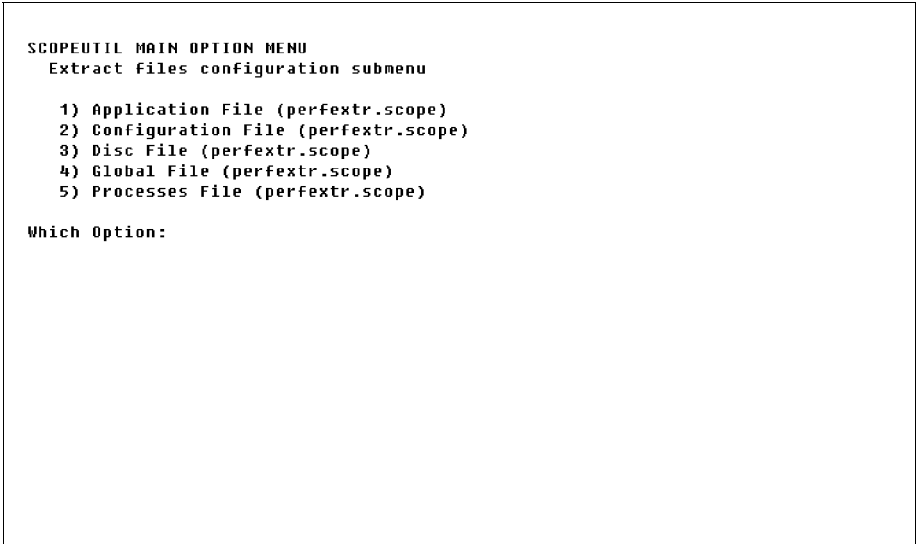 SCOPEUTIL MAIN OPTION MENU
Extract files configuration submenu
1) Application File (perfextr.scope)
2) Configuration File (perfextr.scope)
3) Disc File (perfextr.scope)
4) Global File (perfextr.scope)
5) Processes File (perfextr.scope)
Which Option: